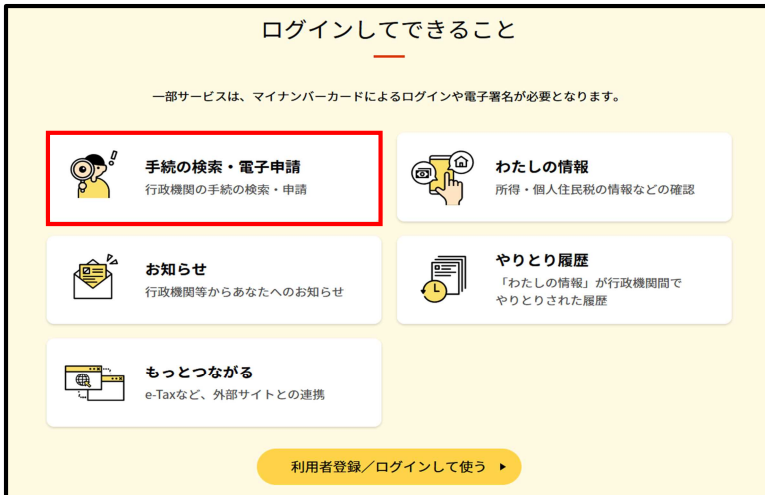 ログインしてできること
一部サービスは、マイナンバーカードによるログインや電子署名が必要となります。
手続の検索・電子申請
行政機関の手続の検索・申請
わたしの情報
所得・個人住民税の情報などの確認
お知らせ
行政機関等からあなたへのお知らせ
やりとり履歴
「わたしの情報」が行政機関間で
やりとりされた履歴
もっとつながる
e-Taxなど、外部サイトとの連携
利用者登録／ログインして使う